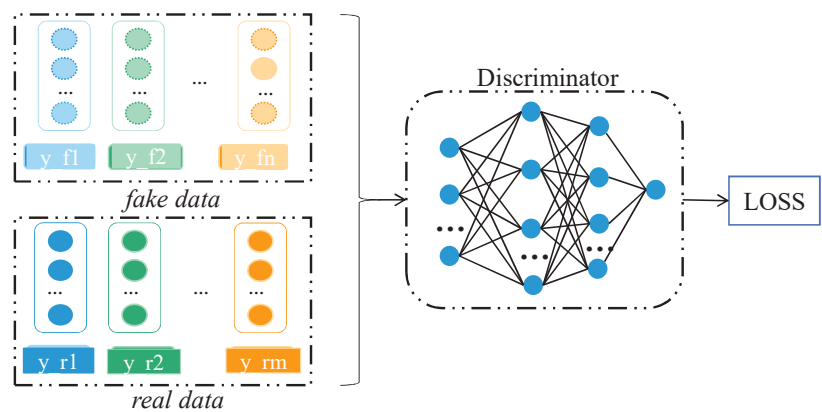 ...
... ... ...
y_f1 y_f2 y_fn
fake data
...
... ... ...
y_r1 y_r2 y_rm
real data
Discriminator
...
...
...
LOSS